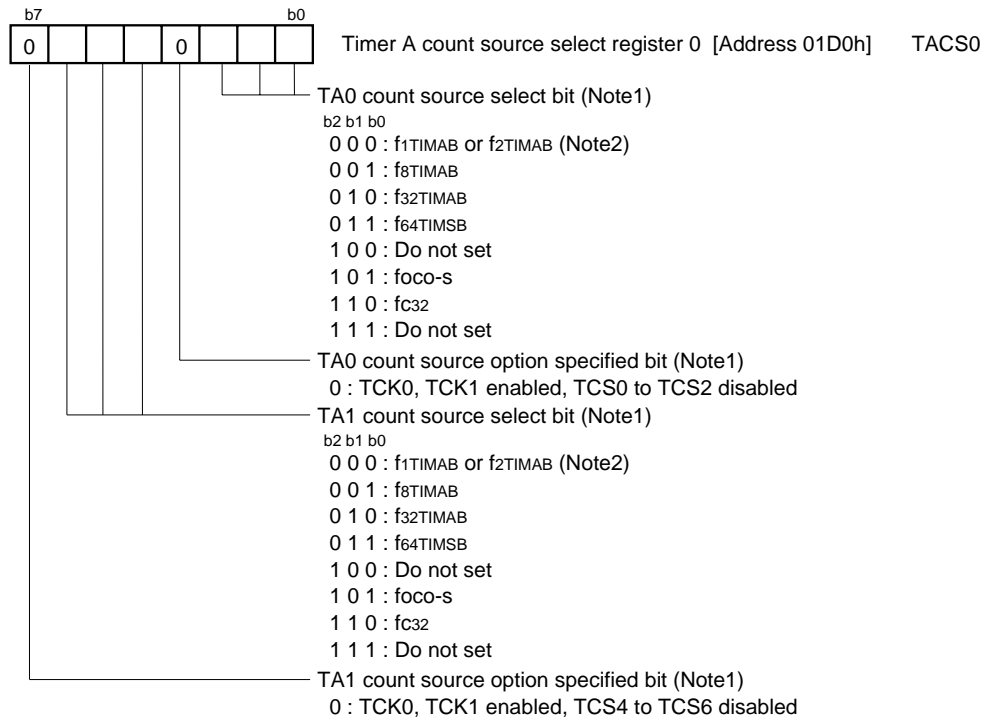 b7 b0
0 0 Timer A count source select register 0 [Address 01D0h] TACS0
TA0 count source select bit (Note1)
b2 b1 b0
0 0 0 : f1TIMAB or f2TIMAB (Note2)
0 0 1 : f8TIMAB
0 1 0 : f32TIMAB
0 1 1 : f64TIMSB
1 0 0 : Do not set
1 0 1 : foco-s
1 1 0 : fc32
1 1 1 : Do not set
TA0 count source option specified bit (Note1)
0 : TCK0, TCK1 enabled, TCS0 to TCS2 disabled
TA1 count source select bit (Note1)
b2 b1 b0
0 0 0 : f1TIMAB or f2TIMAB (Note2)
0 0 1 : f8TIMAB
0 1 0 : f32TIMAB
0 1 1 : f64TIMSB
1 0 0 : Do not set
1 0 1 : foco-s
1 1 0 : fc32
1 1 1 : Do not set
TA1 count source option specified bit (Note1)
0 : TCK0, TCK1 enabled, TCS4 to TCS6 disabled